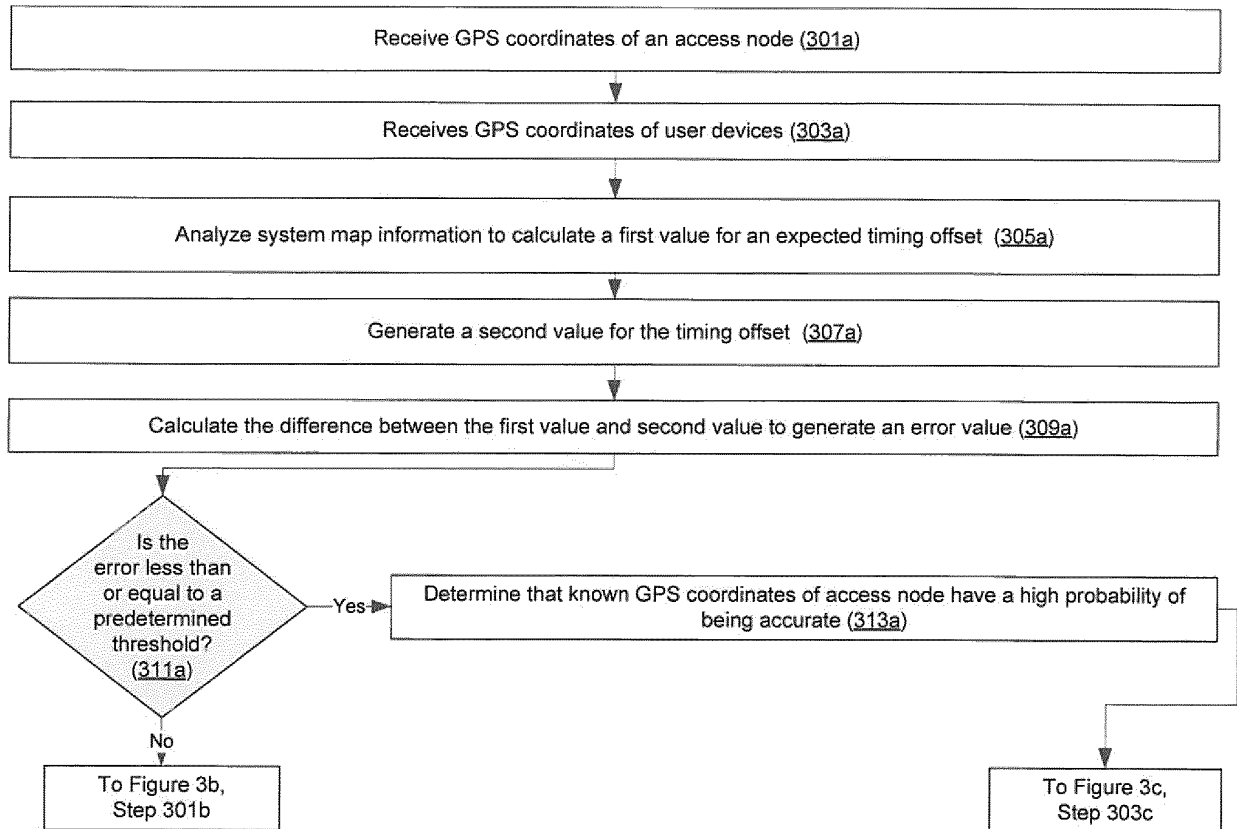 Receive GPS coordinates of an access node (301a)
Receives GPS coordinates of user devices (303a)
Analyze system map information to calculate a first value for an expected timing offset (305a)
Generate a second value for the timing offset (307a)
Calculate the difference between the first value and second value to generate an error value (309a)
Is the
error less than
or equal to a
predetermined
threshold?
(311a)
Yes
Determine that known GPS coordinates of access node have a high probability of
being accurate (313a)
No
To Figure 3b,
Step 301b
To Figure 3c,
Step 303c